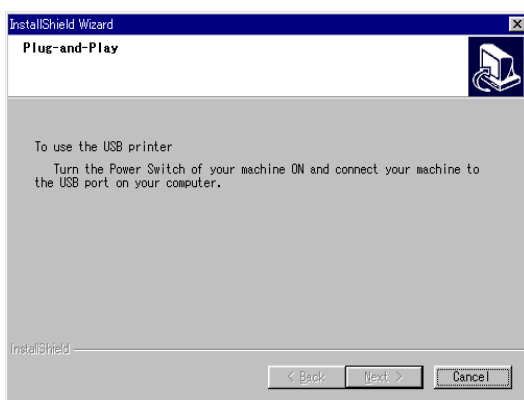 InstallShield Wizard
Plug-and-Play
To use the USB printer
Turn the Power Switch of your machine ON and connect your machine to
the USB port on your computer.
InstallShield
< Back
Next >
Cancel